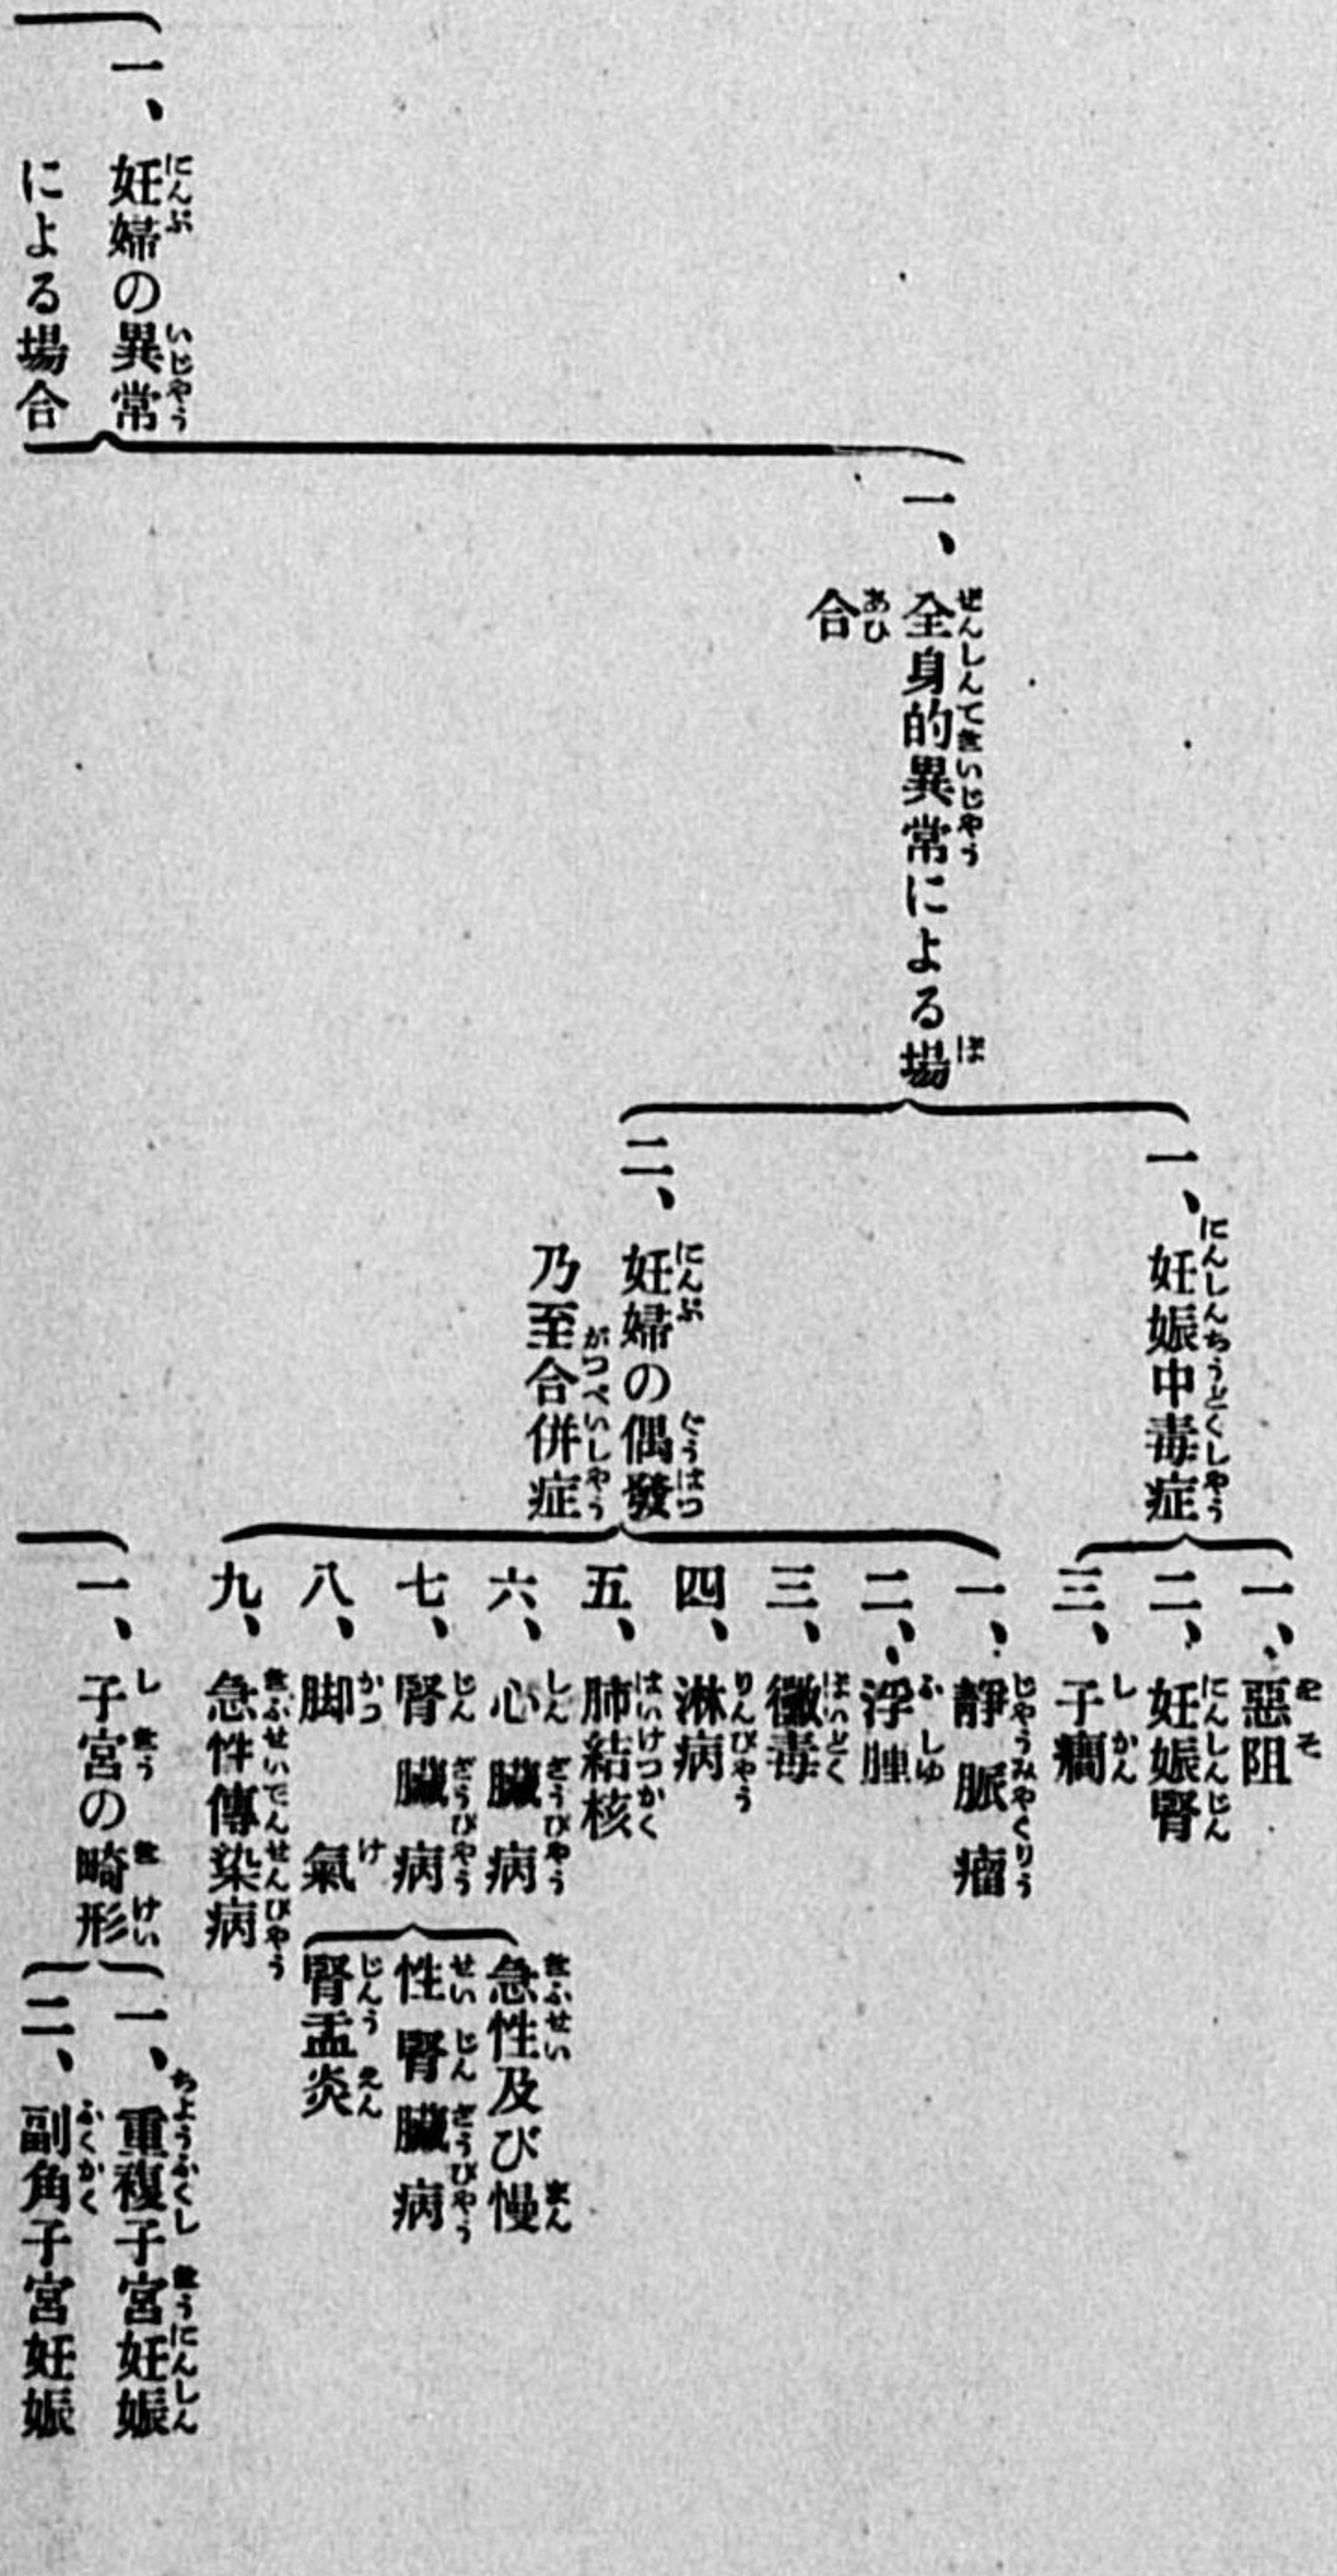 一、妊婦の異常
による場合
一、全身的異常による場
合
一、妊娠中毒症
一、惡阻
二、妊娠腎
三、子癇
二、妊婦の偶發
乃至合併症
一、靜脈瘤
二、浮腫
三、黴毒
四、淋病
五、肺結核
六、心臟病
七、腎臟病
急性及び慢
性腎臟病
腎盂炎
八、脚氣
九、急性傳染病
一、子宮の畸形
一、重複子宮妊娠
二、副角子宮妊娠